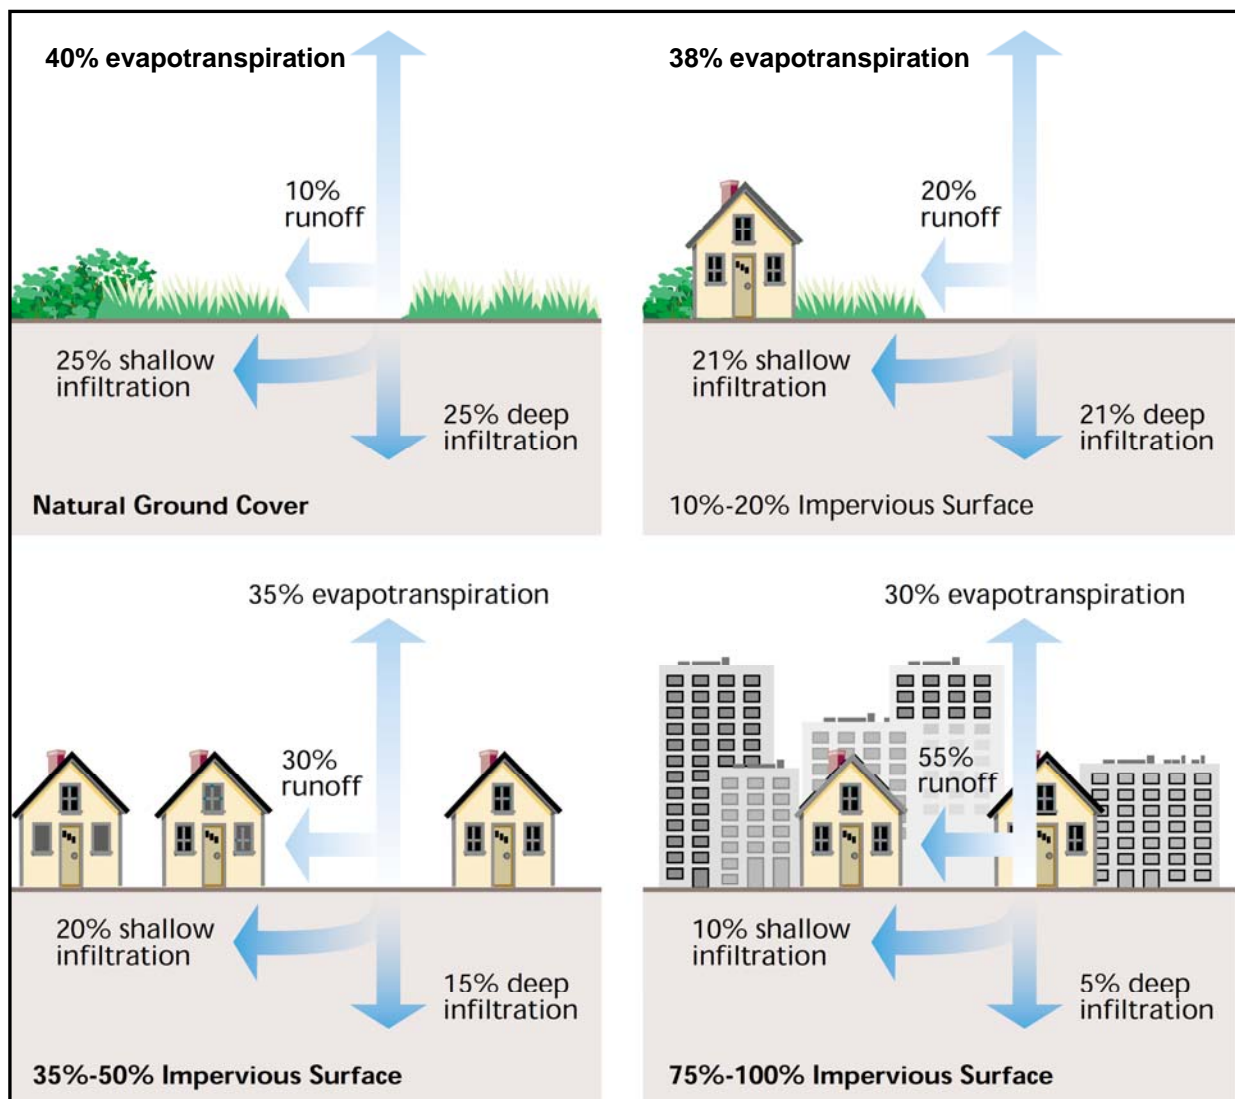 40% evapotranspiration
10%
runoff
25% shallow
infiltration
25% deep
infiltration
Natural Ground Cover
38% evapotranspiration
20%
runoff
21% shallow
infiltration
21% deep
infiltration
10%-20% Impervious Surface
35% evapotranspiration
30%
runoff
20% shallow
infiltration
15% deep
infiltration
35%-50% Impervious Surface
30% evapotranspiration
55%
runoff
10% shallow
infiltration
5% deep
infiltration
75%-100% Impervious Surface